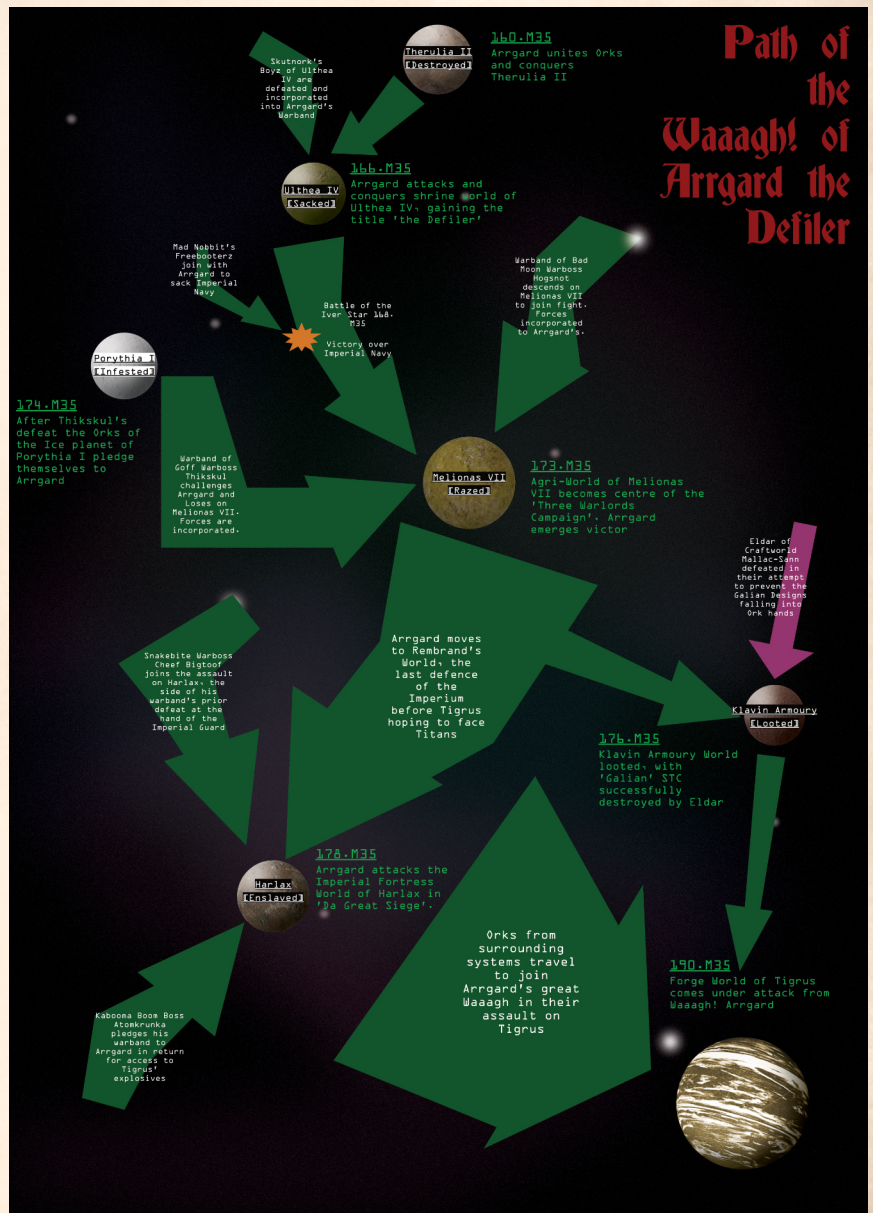 Path of
the
Waaagh! of
Arrgard the
Defiler
Therulia II
[Destroyed]
160.M35
Arrgard unites Orks
and conquers
Therulia II
Skutnork's
Boyz of Ulthea
IV are
defeated and
incorporated
into Arrgard's
Warband
Ulthea IV
[Sacked]
166.M35
Arrgard attacks and
conquers shrine world of
Ulthea IV, gaining the
title 'the Defiler'
Mad Nobbit's
Freebooterz
join with
Arrgard to
sack Imperial
Navy
Battle of the
Iver Star 168.
M35
Victory over
Imperial Navy
Warband of Bad
Moon Warboss
Hogsnot
descends on
Melionas VII
to join fight.
Forces
incorporated
to Arrgard's.
Porythia I
[Infested]
174.M35
After Thikskul's
defeat the Orks of
the Ice planet of
Porythia I pledge
themselves to
Arrgard
Warband of
Goff Warboss
Thikskul
challenges
Arrgard and
Loses on
Melionas VII.
Forces are
incorporated.
Melionas VII
[Razed]
173.M35
Agri-World of Melionas
VII becomes centre of the
'Three Warlords
Campaign'. Arrgard
emerges victor
Eldar of
Craftworld
Mallac-Sann
defeated in
their attempt
to prevent the
Galian Designs
falling into
Ork hands
Snakebite Warboss
Cheef Bigtoof
joins the assault
on Harlax, the
side of his
warband's prior
defeat at the
hand of the
Imperial Guard
Arrgard moves
to Rembrand's
World, the
last defence
of the
Imperium
before Tigrus
hoping to face
Titans
Klavin Armoury
[Looted]
176.M35
Klavin Armoury World
looted, with
'Galian' STC
successfully
destroyed by Eldar
Harlax
[Enslaved]
178.M35
Arrgard attacks the
Imperial Fortress
World of Harlax in
'Da Great Siege'.
Orks from
surrounding
systems travel
to join
Arrgard's great
Waaagh in their
assault on
Tigrus
190.M35
Forge World of Tigrus
comes under attack from
Waaagh! Arrgard
Kabooma Boom Boss
Atomkrunka
pledges his
warband to
Arrgard in return
for access to
Tigrus'
explosives